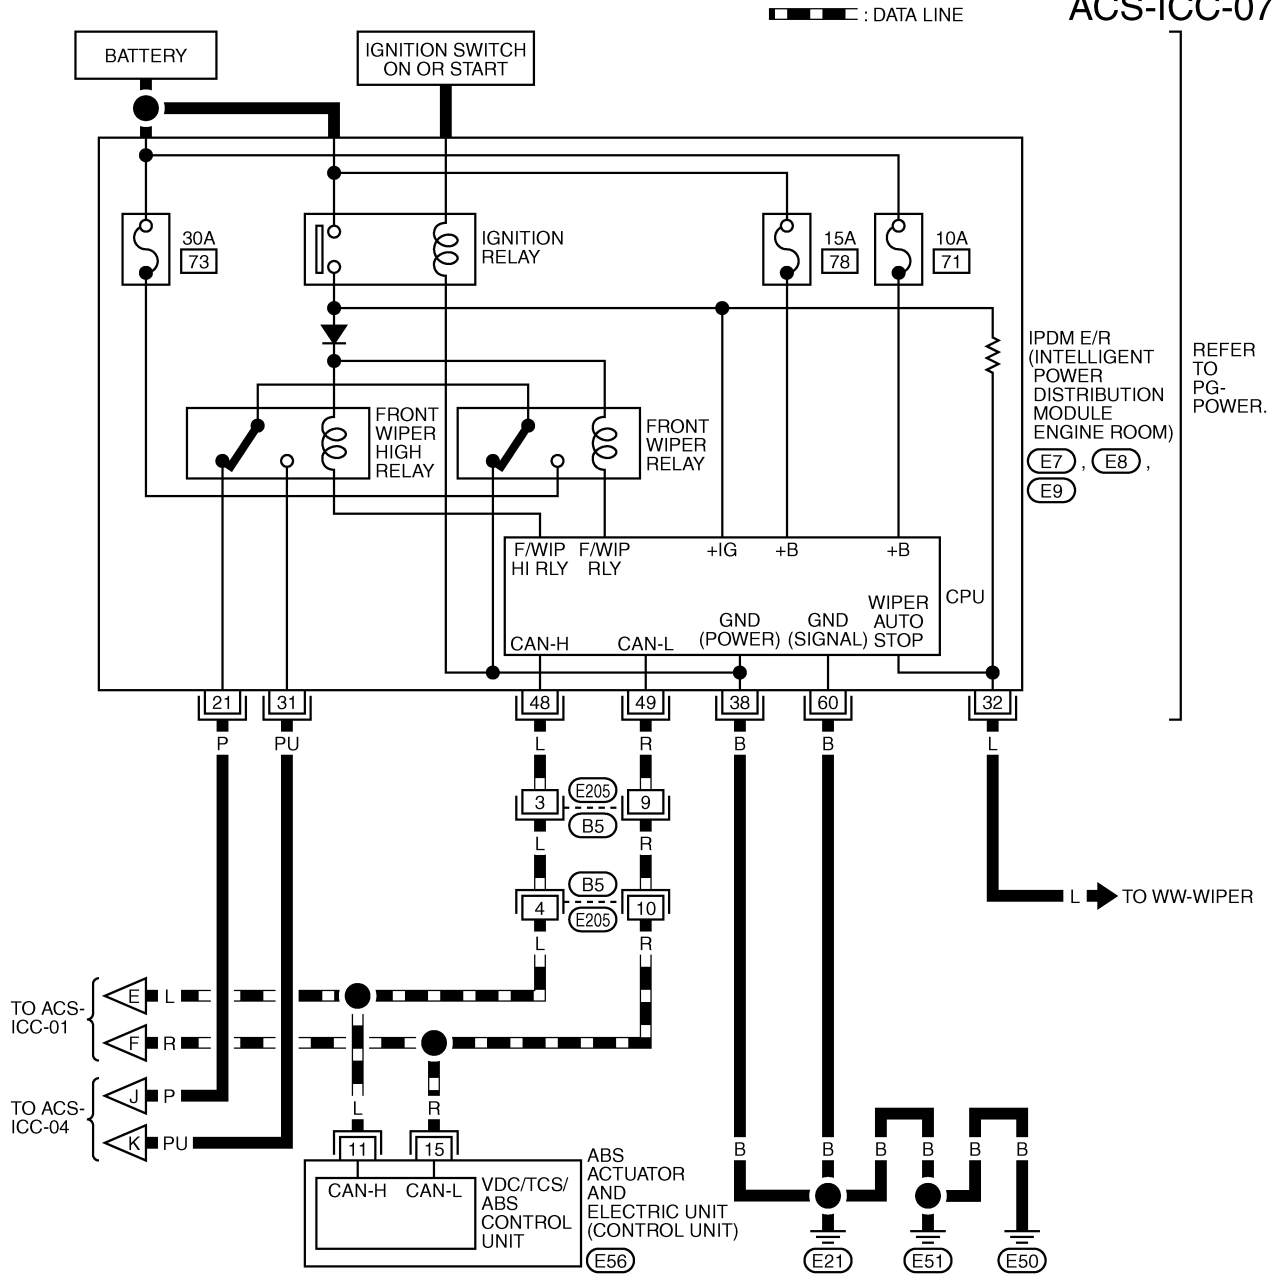 : DATA LINE
ACS-ICC-07
BATTERY
IGNITION SWITCH
ON OR START
30A
73
IGNITION
RELAY
15A
78
10A
71
IPDM E/R
(INTELLIGENT
POWER
DISTRIBUTION
MODULE
ENGINE ROOM)
E7 , E8 ,
E9
REFER
TO
PG-
POWER.
FRONT
WIPER
HIGH
RELAY
FRONT
WIPER
RELAY
F/WIP
HI RLY
F/WIP
RLY
+IG
+B
+B
CPU
CAN-H
CAN-L
GND
(POWER)
GND
(SIGNAL)
WIPER
AUTO
STOP
21 31 48 49 38 60 32
P PU L R B B L
3 E205 9
B5
L R
B5
4 E205 10
L R
L TO WW-WIPER
TO ACS-
ICC-01
E L
F R
TO ACS-
ICC-04
J P
K PU
L R
11 15
CAN-H CAN-L
VDC/TCS/
ABS
CONTROL
UNIT
ABS
ACTUATOR
AND
ELECTRIC UNIT
(CONTROL UNIT)
E56
B B B B B B
E21 E51 E50